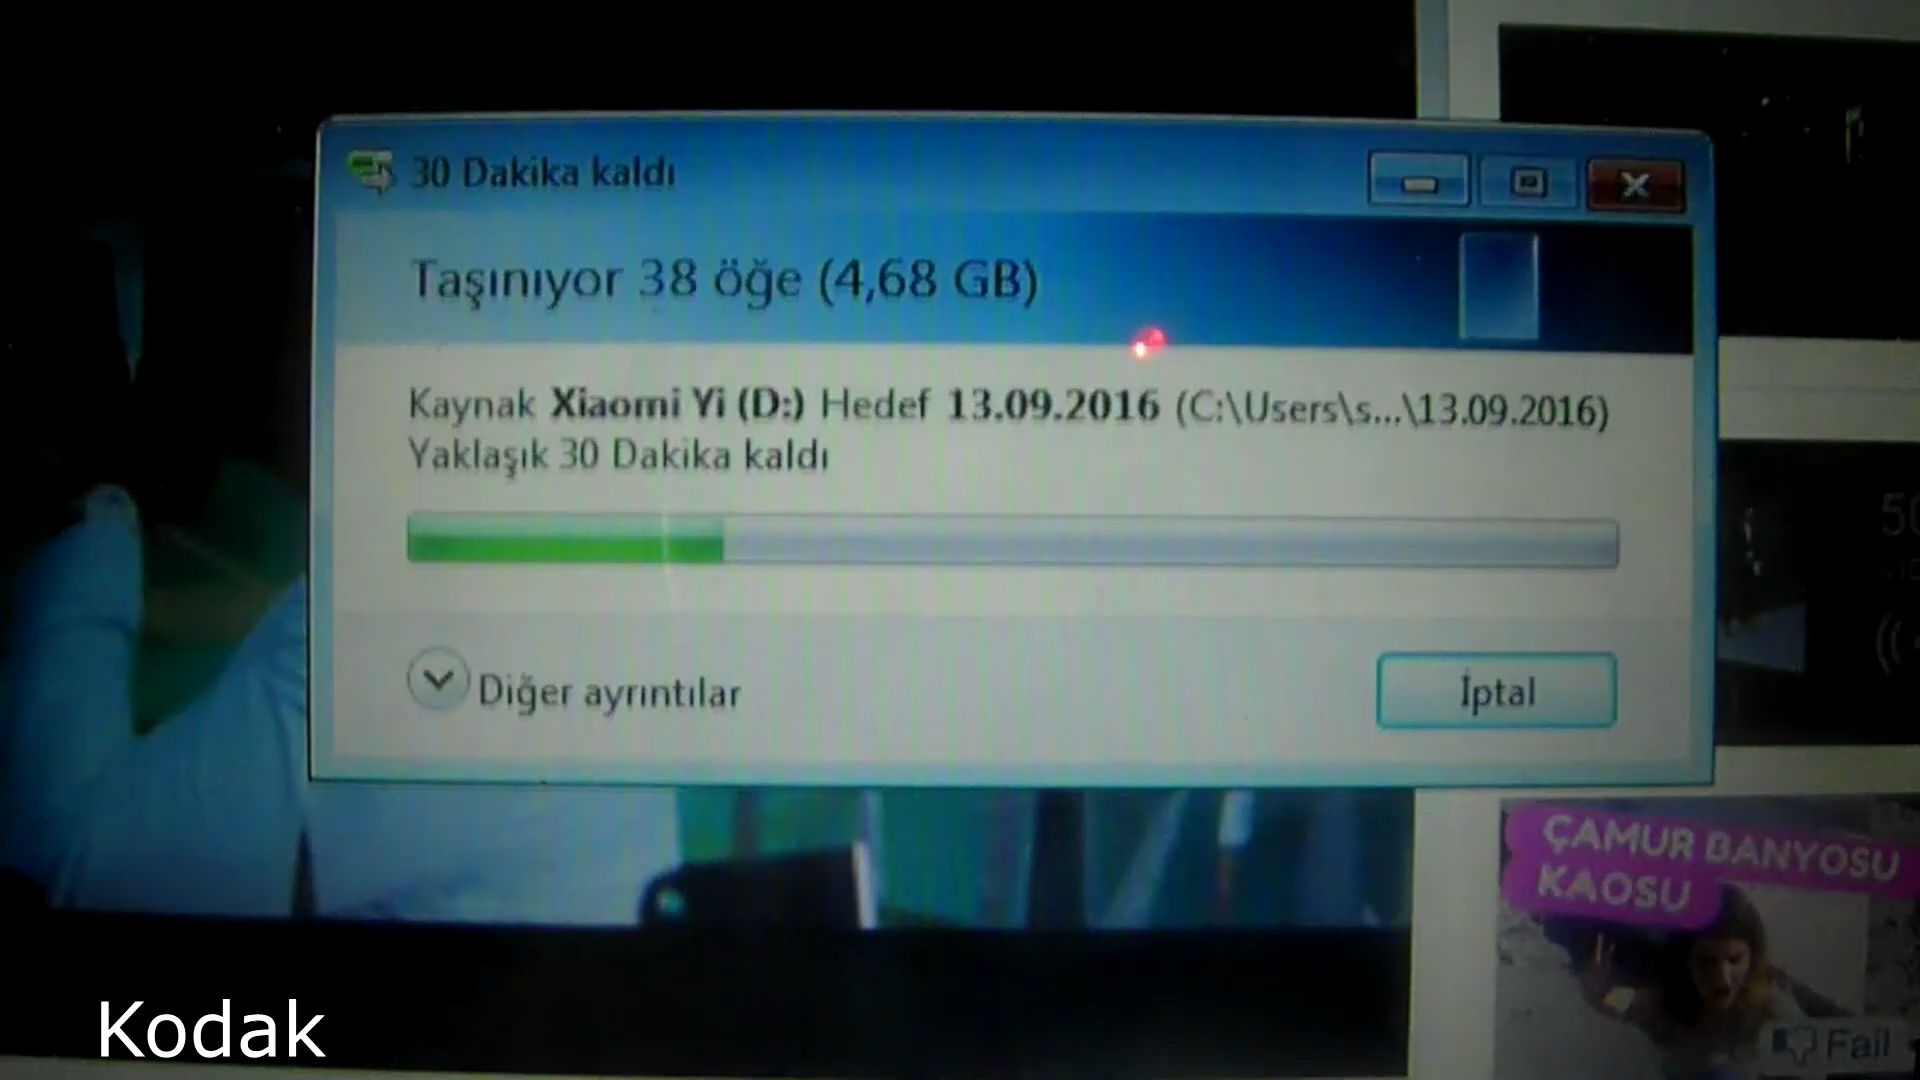 30 Dakika kaldı
Taşınıyor 38 öğe (4,68 GB)
Kaynak Xiaomi Yi (D:) Hedef 13.09.2016 (C:\Users\s...\13.09.2016)
Yaklaşık 30 Dakika kaldı
Diğer ayrıntılar
İptal
ÇAMUR BANYOSU
KAOSU
Fail
Kodak